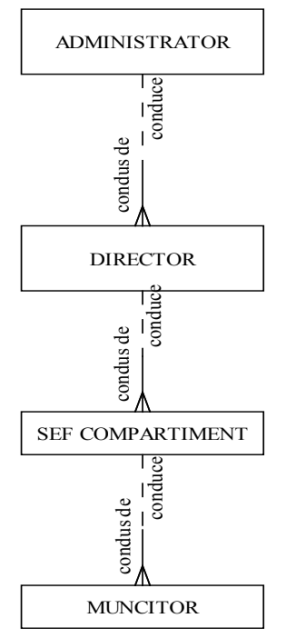 ADMINISTRATOR
conduce
condus de
DIRECTOR
conduce
condus de
SEF COMPARTIMENT
conduce
condus de
MUNCITOR